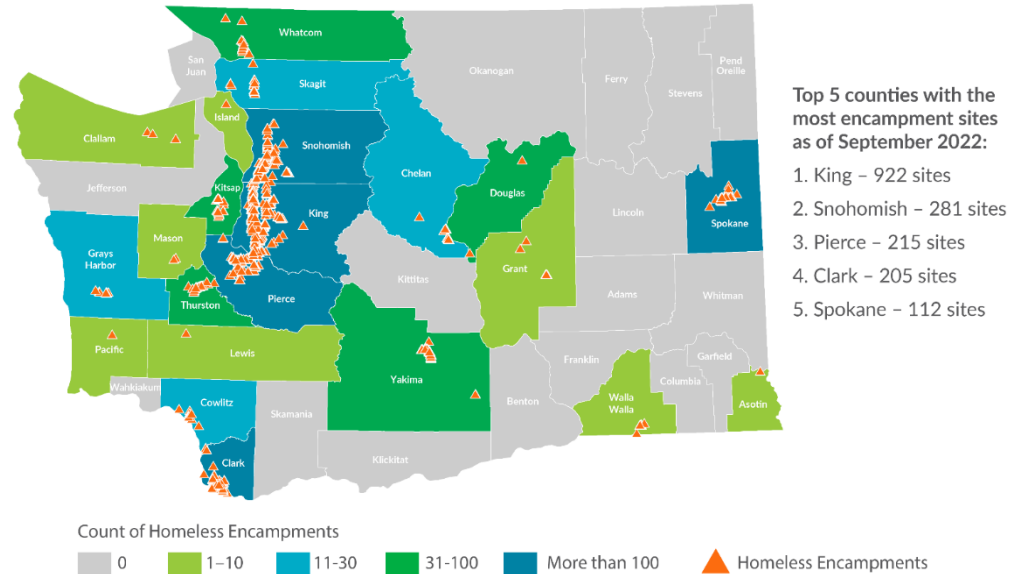 Whatcom
San
Juan
Okanogan
Ferry
Stevens
Pend
Oreille
Skagit
Island
Clallam
Snohomish
Chelan
Douglas
Jefferson
Kitsap
King
Lincoln
Spokane
Mason
Grays
Harbor
Grant
Kittitas
Adams
Whitman
Thurston
Pierce
Pacific
Lewis
Yakima
Franklin
Garfield
Columbia
Wahkiakum
Cowlitz
Skamania
Benton
Walla
Walla
Asotin
Clark
Klickitat
Top 5 counties with the
most encampment sites
as of September 2022:
1. King – 922 sites
2. Snohomish – 281 sites
3. Pierce – 215 sites
4. Clark – 205 sites
5. Spokane – 112 sites
Count of Homeless Encampments
0 1–10 11-30 31-100 More than 100 Homeless Encampments